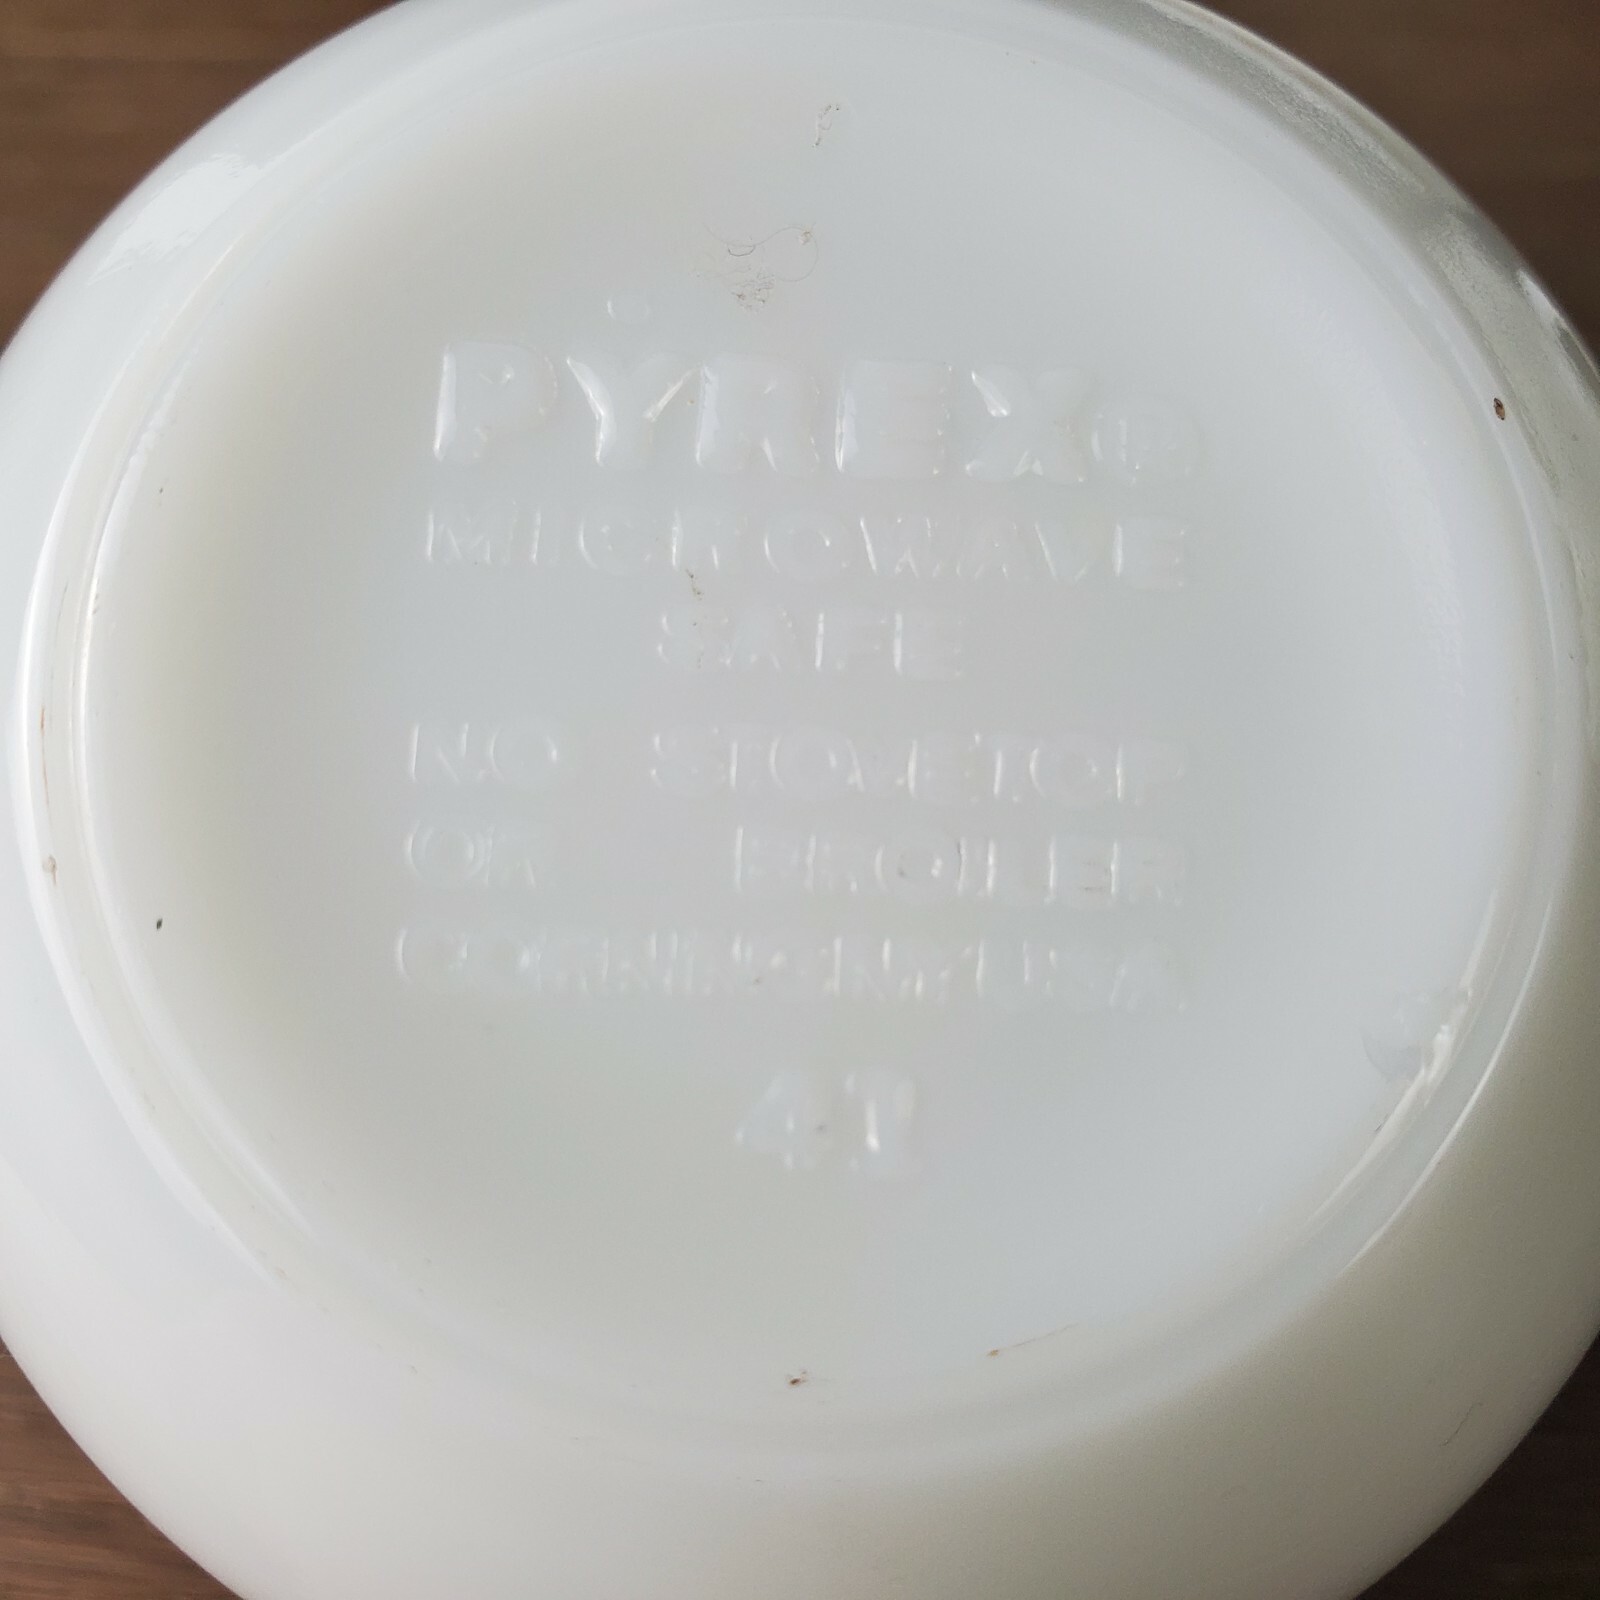 PYREX®
MICROWAVE
SAFE
NO STOVETOP
OR BROILER
CORNING NY USA
41